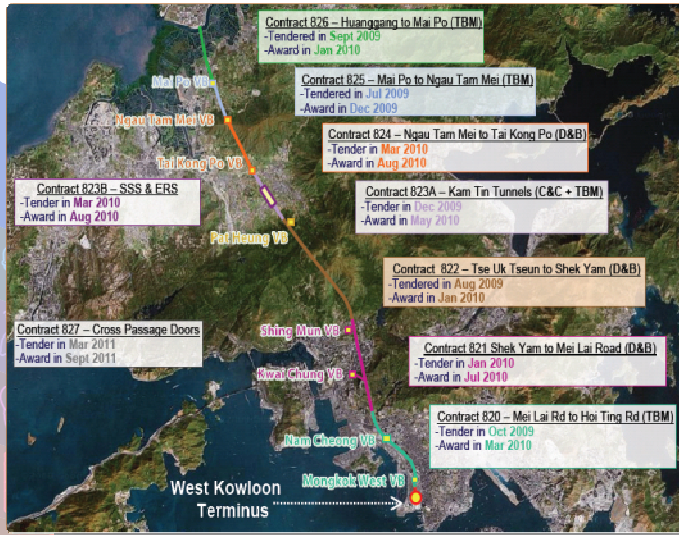 Contract 826 – Huanggang to Mai Po (TBM)
-Tendered in Sept 2009
-Award in Jan 2010
Mai Po VB
Contract 825 – Mai Po to Ngau Tam Mei (TBM)
-Tendered in Jul 2009
-Award in Dec 2009
Ngau Tam Mei VB
Contract 824 – Ngau Tam Mei to Tai Kong Po (D&B)
-Tender in Mar 2010
-Award in Aug 2010
Tai Kong Po VB
Contract 823B – SSS & ERS
-Tender in Mar 2010
-Award in Aug 2010
Contract 823A – Kam Tin Tunnels (C&C + TBM)
-Tender in Dec 2009
-Award in May 2010
Pat Heung VB
Contract 822 – Tse Uk Tseun to Shek Yam (D&B)
-Tendered in Aug 2009
-Award in Jan 2010
Contract 827 – Cross Passage Doors
-Tender in Mar 2011
-Award in Sept 2011
Shing Mun VB
Contract 821 Shek Yam to Mei Lai Road (D&B)
-Tender in Jan 2010
-Award in Jul 2010
Kwai Chung VB
Contract 820 – Mei Lai Rd to Hoi Ting Rd (TBM)
-Tender in Oct 2009
-Award in Mar 2010
Nam Cheong VB
Mongkok West VB
West Kowloon
Terminus